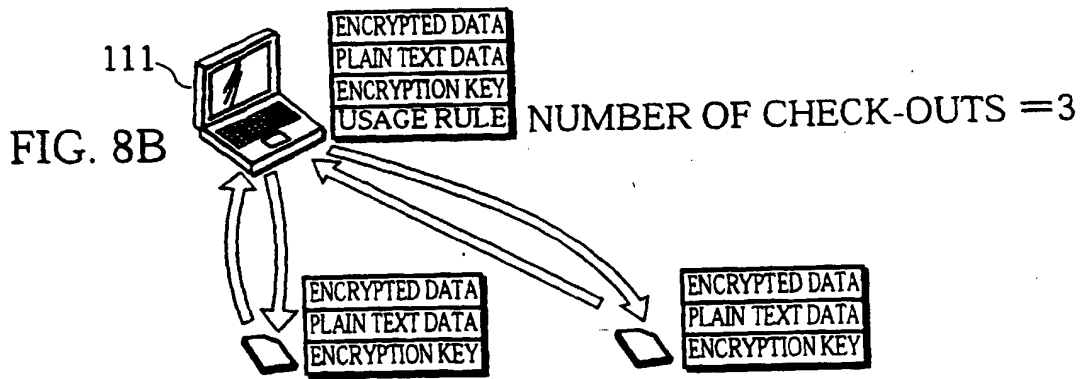 ENCRYPTED DATA
PLAIN TEXT DATA
ENCRYPTION KEY
USAGE RULE
NUMBER OF CHECK-OUTS =3
111
FIG. 8B
ENCRYPTED DATA
PLAIN TEXT DATA
ENCRYPTION KEY
ENCRYPTED DATA
PLAIN TEXT DATA
ENCRYPTION KEY